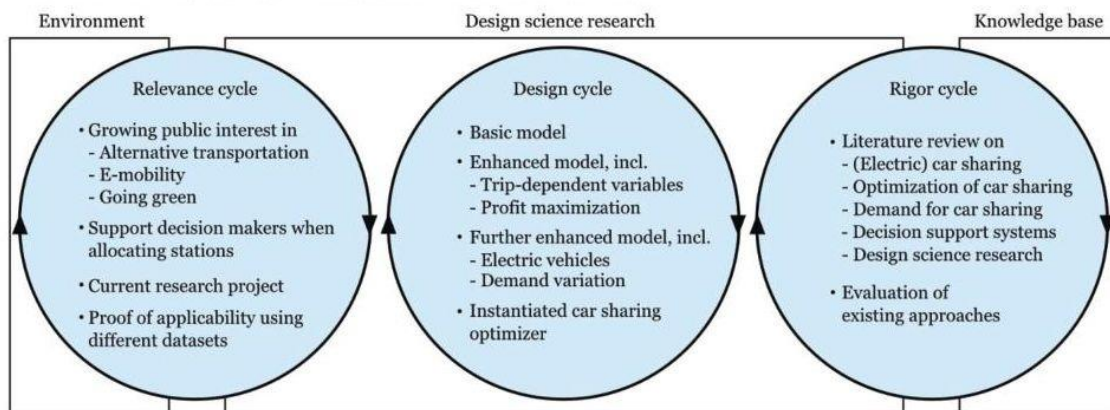 Environment
Design science research
Knowledge base
Relevance cycle
• Growing public interest in
- Alternative transportation
- E-mobility
- Going green
• Support decision makers when
allocating stations
• Current research project
• Proof of applicability using
different datasets
Design cycle
• Basic model
• Enhanced model, incl.
- Trip-dependent variables
- Profit maximization
• Further enhanced model, incl.
- Electric vehicles
- Demand variation
• Instantiated car sharing
optimizer
Rigor cycle
• Literature review on
- (Electric) car sharing
- Optimization of car sharing
- Demand for car sharing
- Decision support systems
- Design science research
• Evaluation of
existing approaches